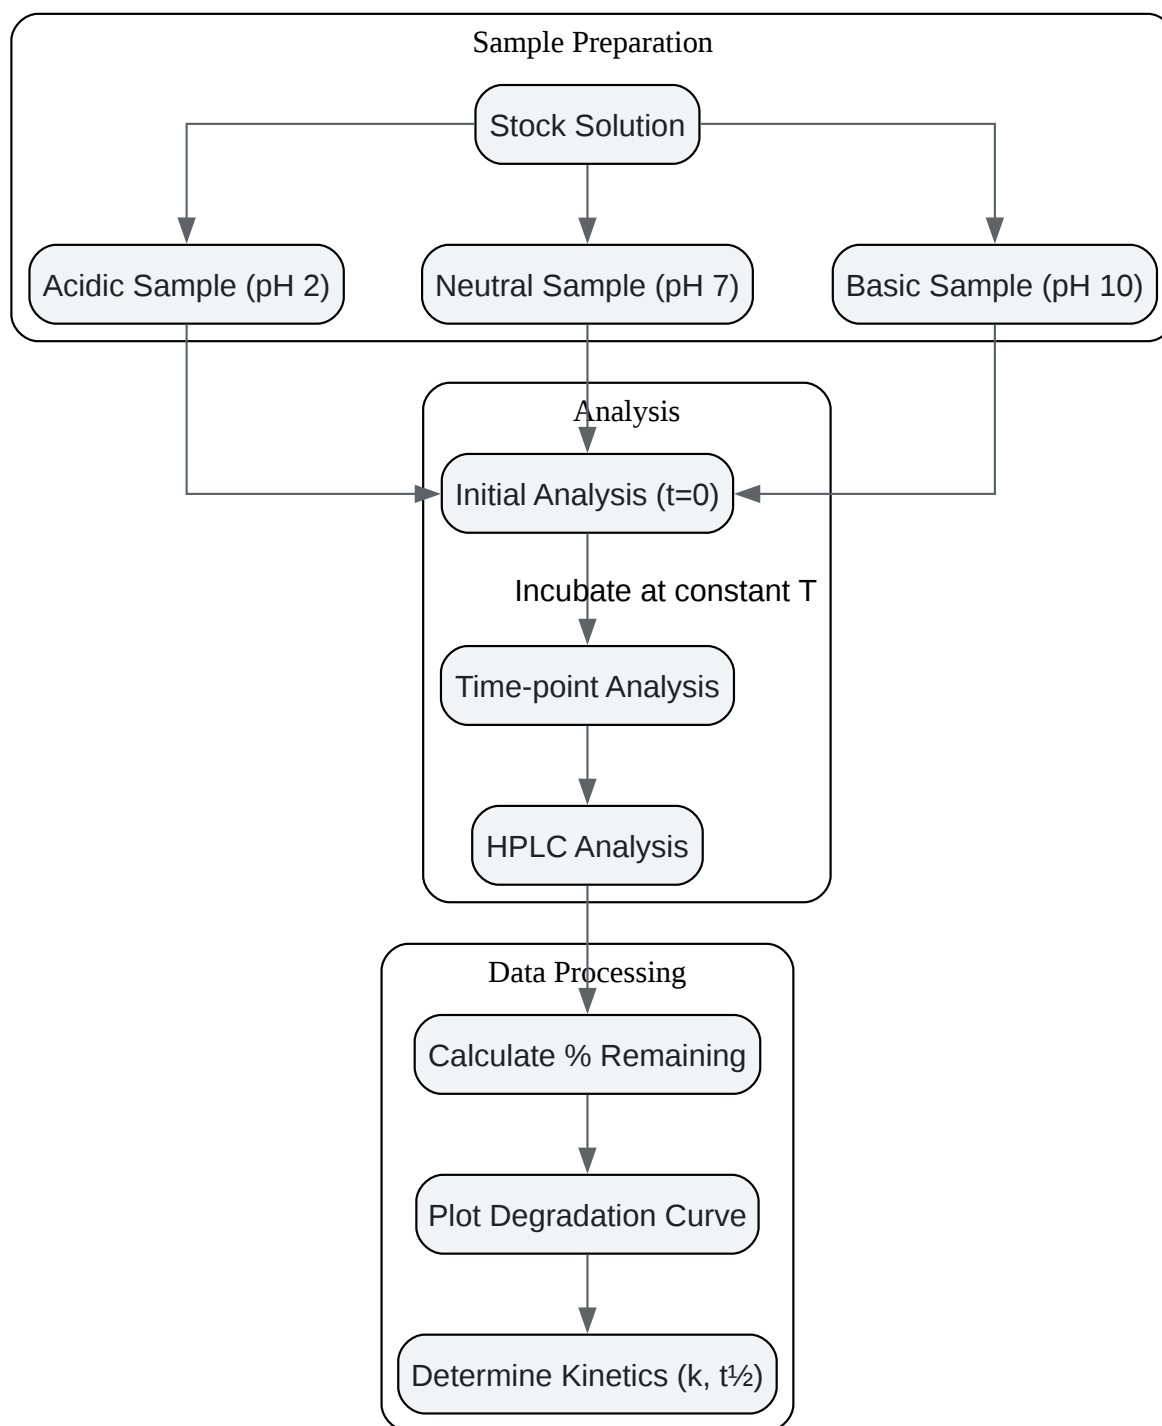 Sample Preparation
Stock Solution
Acidic Sample (pH 2)
Neutral Sample (pH 7)
Basic Sample (pH 10)
Analysis
Initial Analysis (t=0)
Incubate at constant T
Time-point Analysis
HPLC Analysis
Data Processing
Calculate % Remaining
Plot Degradation Curve
Determine Kinetics (k, t½)